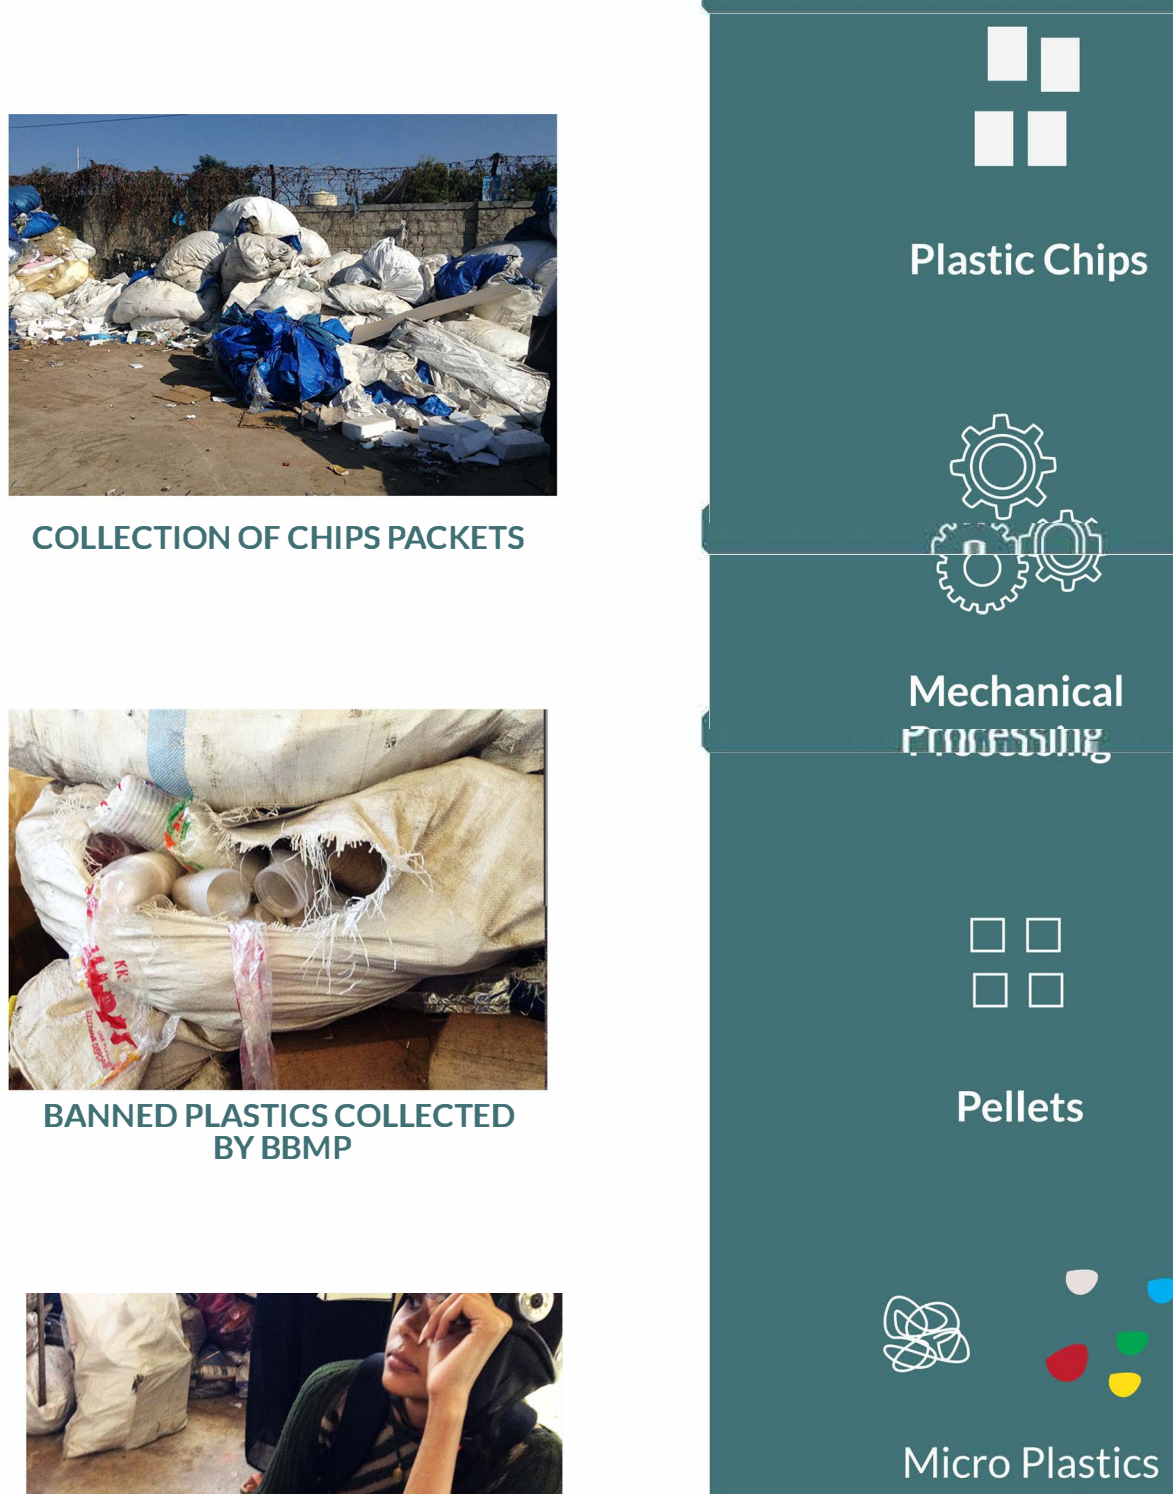 Plastic Chips
COLLECTION OF CHIPS PACKETS
Mechanical
Processing
BANNED PLASTICS COLLECTED
BY BBMP
Pellets
Micro Plastics